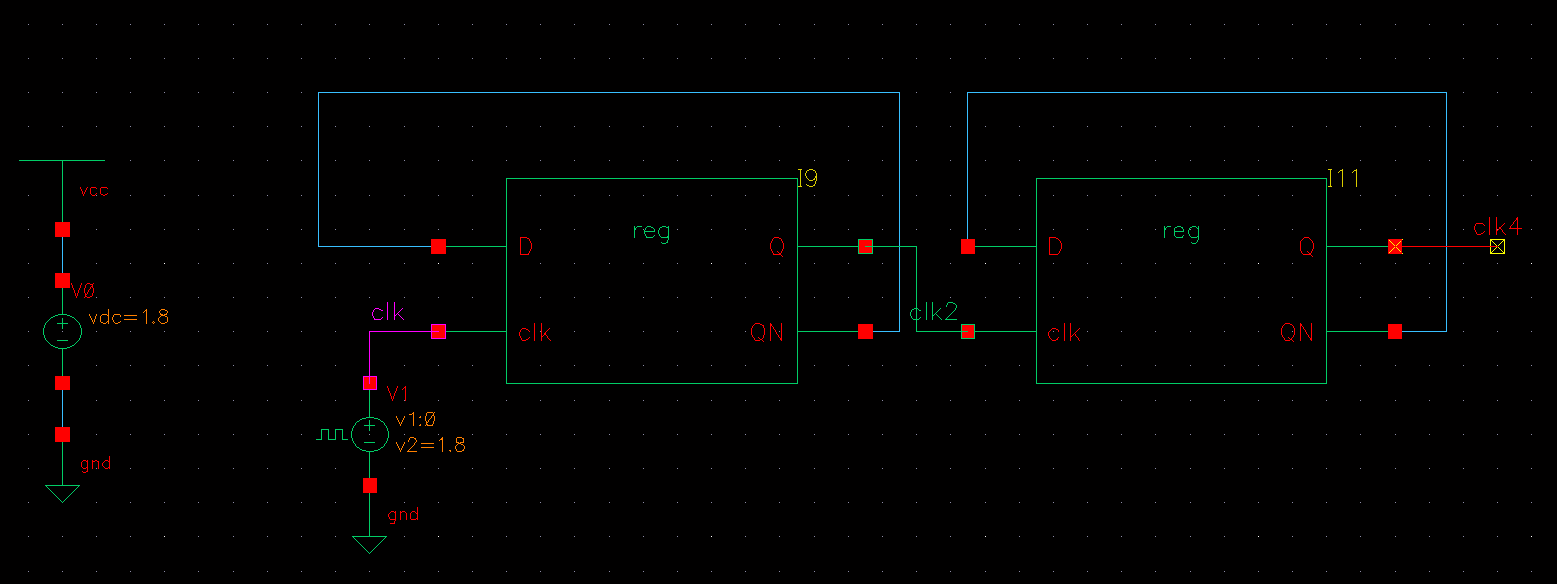 vcc
V0
vdc=1.8
gnd
clk
V1
v1:0
v2=1.8
gnd
I9
reg
D
Q
clk
QN
clk2
I11
reg
D
Q
clk
QN
clk4